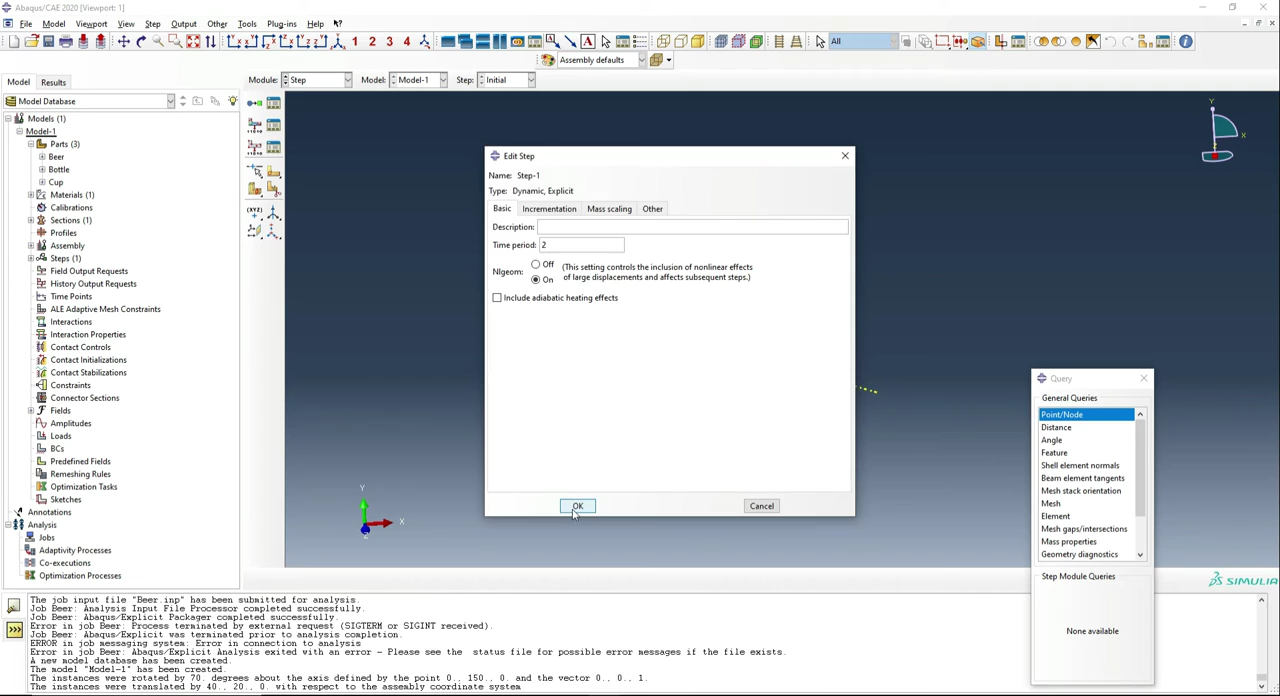 Abaqus/CAE 2020 [Viewport: 1]
File Model Viewport View Step Output Other Tools Plug-ins Help
1 2 3 4 All
Assembly defaults
Model Results Module: Step Model: Model-1 Step: Initial
Model Database
Models (1)
Model-1
Parts (3)
Beer
Bottle
Cup
Materials (1)
Calibrations
Sections (1)
Profiles
Assembly
Steps (1)
Field Output Requests
History Output Requests
Time Points
ALE Adaptive Mesh Constraints
Interactions
Interaction Properties
Contact Controls
Contact Initializations
Contact Stabilizations
Constraints
Connector Sections
Fields
Amplitudes
Loads
BCs
Predefined Fields
Remeshing Rules
Optimization Tasks
Sketches
Annotations
Analysis
Jobs
Adaptivity Processes
Co-executions
Optimization Processes
(XYZ)
Y
X
Edit Step
Name: Step-1
Type: Dynamic, Explicit
Basic Incrementation Mass scaling Other
Description:
Time period: 2
Nlgeom: Off (This setting controls the inclusion of nonlinear effects
On of large displacements and affects subsequent steps.)
Include adiabatic heating effects
OK Cancel
Y
X
Z
Query
General Queries
Point/Node
Distance
Angle
Feature
Shell element normals
Beam element tangents
Mesh stack orientation
Mesh
Element
Mesh gaps/intersections
Mass properties
Geometry diagnostics
Step Module Queries
None available
SIMULIA
The job input file "Beer.inp" has been submitted for analysis.
Job Beer: Analysis Input File Processor completed successfully.
Job Beer: Abaqus/Explicit Packager completed successfully.
Error in job Beer: Process terminated by external request (SIGTERM or SIGINT received).
Job Beer: Abaqus/Explicit was terminated prior to analysis completion.
ERROR in job messaging system: Error in connection to analysis
Error in job Beer: Abaqus/Explicit Analysis exited with an error - Please see the status file for possible error messages if the file exists.
A new model database has been created.
The model "Model-1" has been created.
The instances were rotated by 70. degrees about the axis defined by the point 0., 150., 0. and the vector 0., 0., 1.
The instances were translated by 40., 20., 0. with respect to the assembly coordinate system